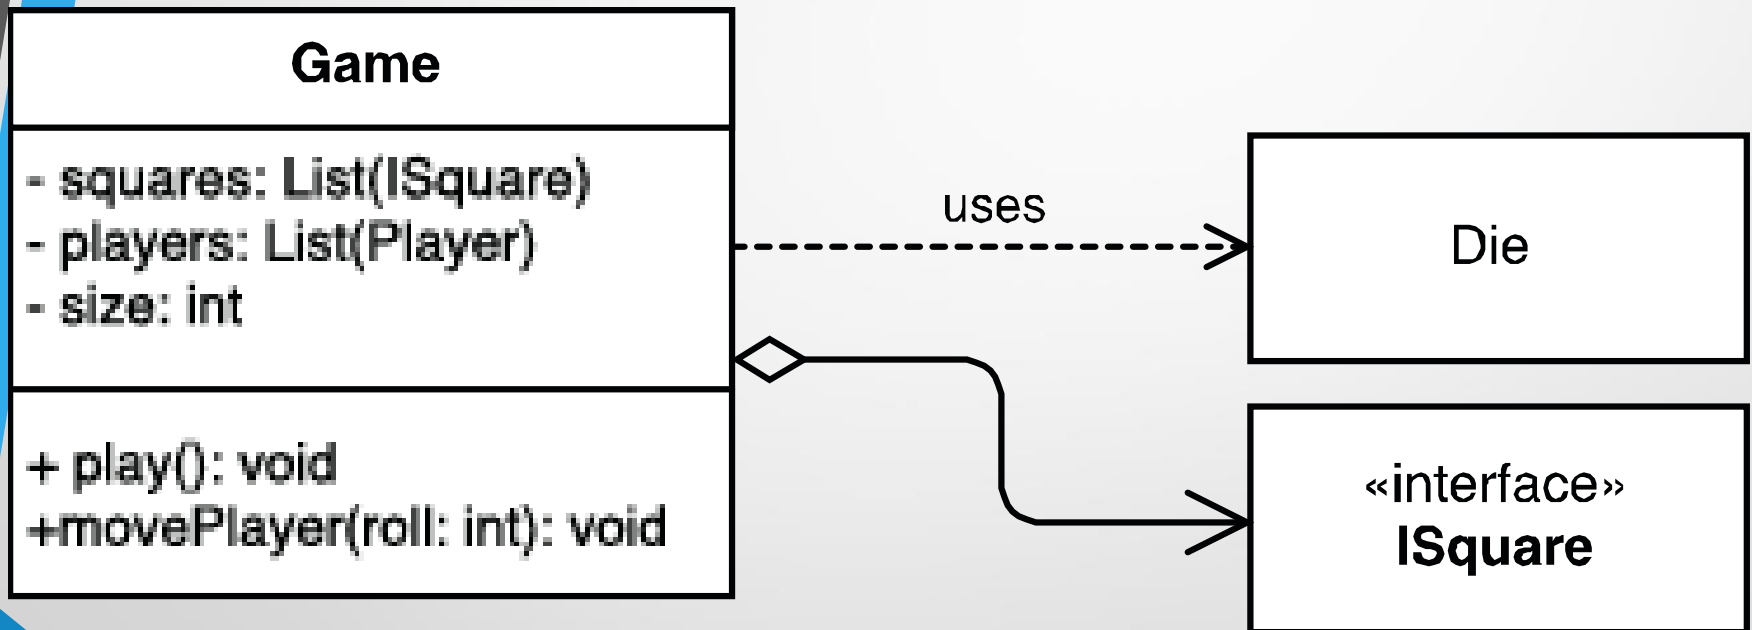 Game
- squares: List(ISquare)
- players: List(Player)
- size: int
+ play(): void
+movePlayer(roll: int): void
uses
Die
«interface»
ISquare